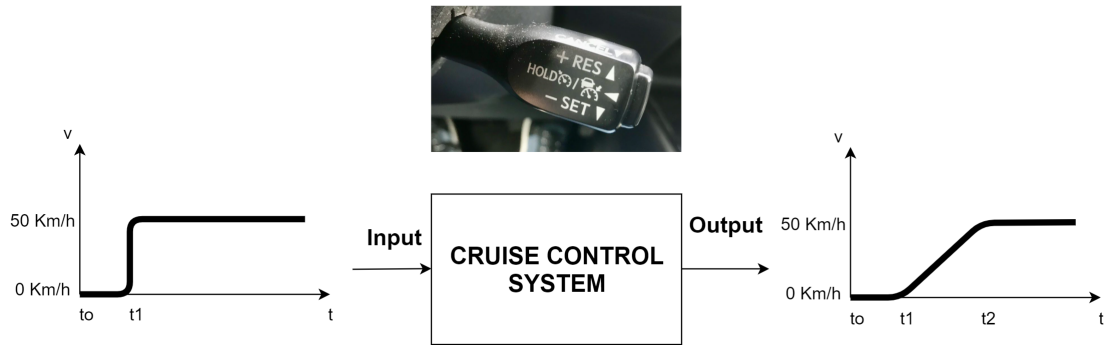 CANCEL
+ RES ▲
HOLD /
− SET ▼
v
50 Km/h
0 Km/h
to t1 t
Input
CRUISE CONTROL
SYSTEM
Output
v
50 Km/h
0 Km/h
to t1 t2 t